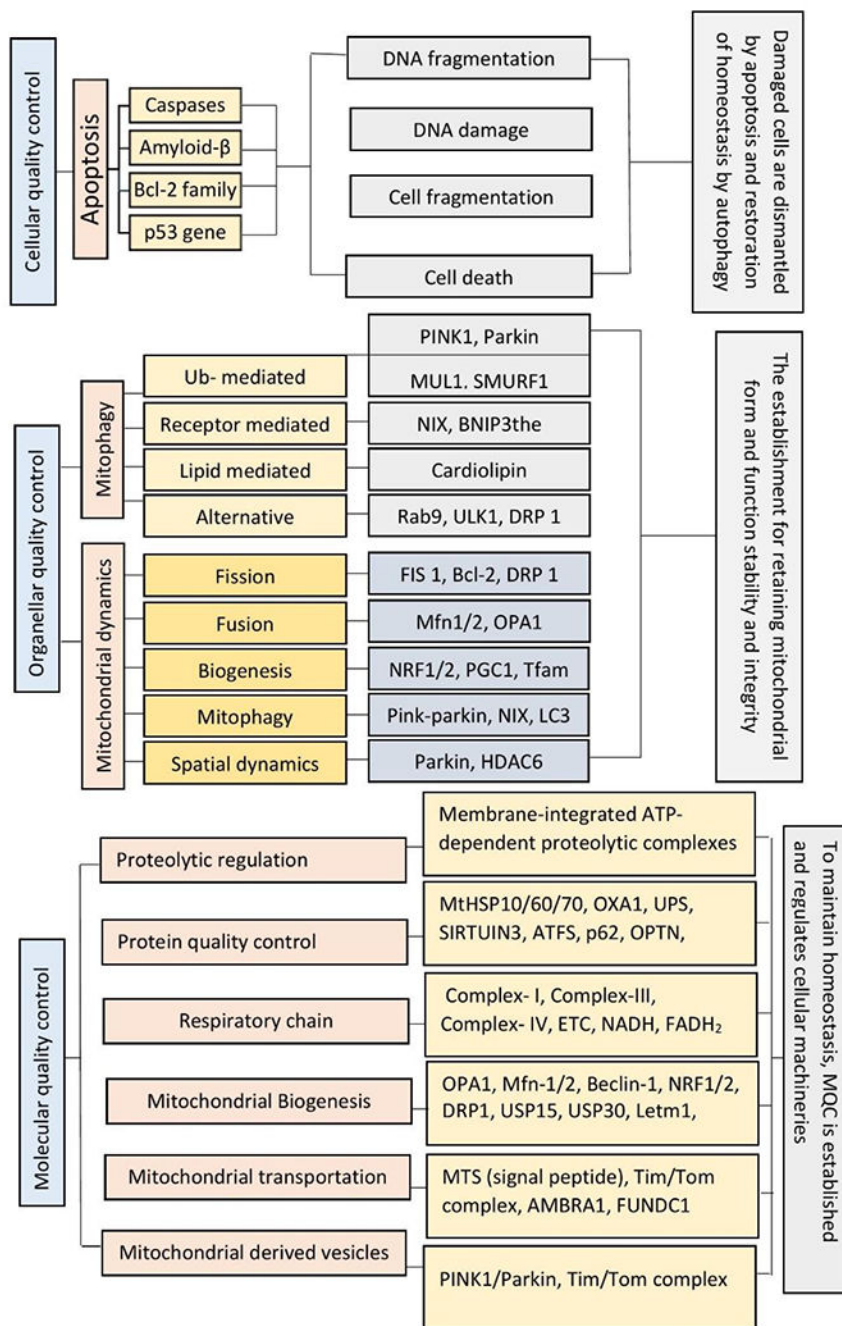 Cellular quality control
Apoptosis
Caspases
Amyloid-β
Bcl-2 family
p53 gene
DNA fragmentation
DNA damage
Cell fragmentation
Cell death
Damaged cells are dismantled
by apoptosis and restoration
of homeostasis by autophagy
Organellar quality control
Mitophagy
Ub- mediated
Receptor mediated
Lipid mediated
Alternative
PINK1, Parkin
MUL1. SMURF1
NIX, BNIP3the
Cardiolipin
Rab9, ULK1, DRP 1
Mitochondrial dynamics
Fission
Fusion
Biogenesis
Mitophagy
Spatial dynamics
FIS 1, Bcl-2, DRP 1
Mfn1/2, OPA1
NRF1/2, PGC1, Tfam
Pink-parkin, NIX, LC3
Parkin, HDAC6
The establishment for retaining mitochondrial
form and function stability and integrity
Molecular quality control
Proteolytic regulation
Membrane-integrated ATP-
dependent proteolytic complexes
Protein quality control
MtHSP10/60/70, OXA1, UPS,
SIRTUIN3, ATFS, p62, OPTN,
Respiratory chain
Complex- I, Complex-III,
Complex- IV, ETC, NADH, FADH₂
Mitochondrial Biogenesis
OPA1, Mfn-1/2, Beclin-1, NRF1/2,
DRP1, USP15, USP30, Letm1,
Mitochondrial transportation
MTS (signal peptide), Tim/Tom
complex, AMBRA1, FUNDC1
Mitochondrial derived vesicles
PINK1/Parkin, Tim/Tom complex
To maintain homeostasis, MQC is established
and regulates cellular machineries